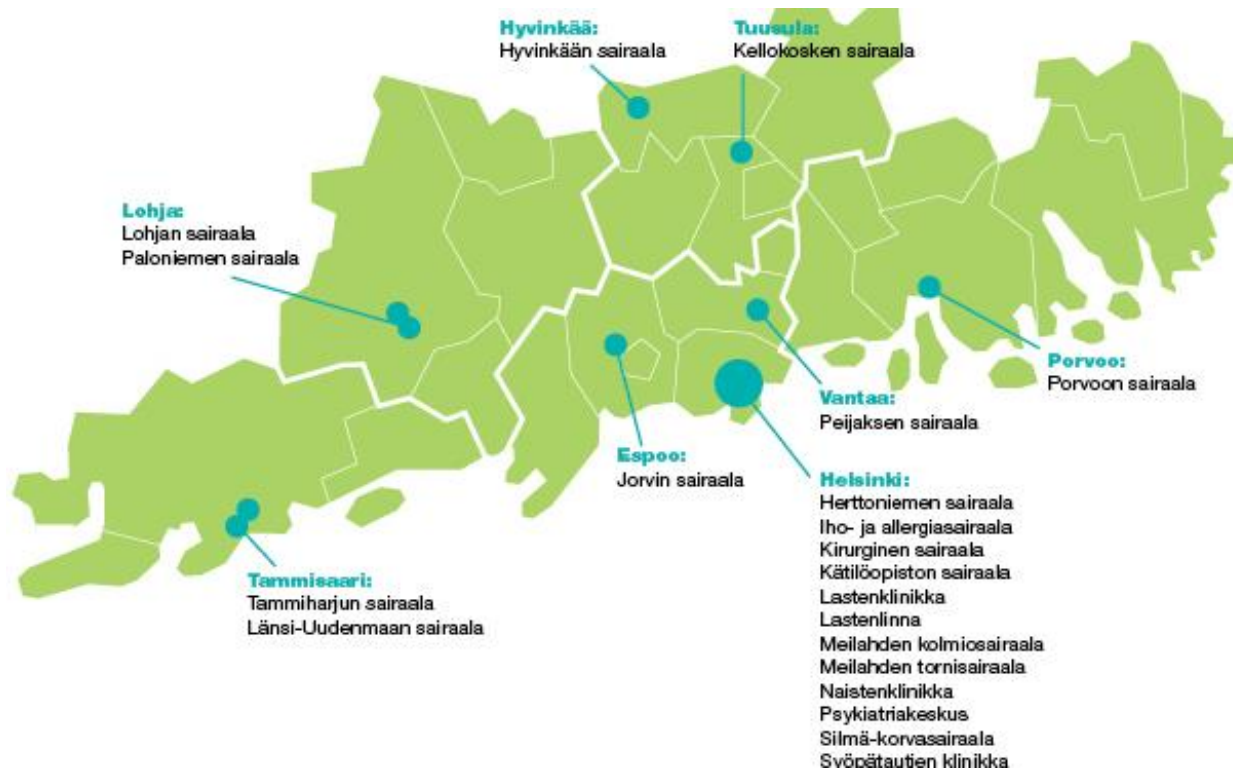 Hyvinkää:
Hyvinkään sairaala
Tuusula:
Kellokosken sairaala
Lohja:
Lohjan sairaala
Paloniemen sairaala
Porvoo:
Porvoon sairaala
Vantaa:
Peijaksen sairaala
Espoo:
Jorvin sairaala
Helsinki:
Herttoniemen sairaala
Iho- ja allergiasairaala
Kirurginen sairaala
Kätilöopiston sairaala
Lastenklinikka
Lastenlinna
Meilahden kolmiosairaala
Meilahden tornisairaala
Naistenklinikka
Psykiatriakeskus
Silmä-korvasairaala
Syöpätautien klinikka
Tammisaari:
Tammiharjun sairaala
Länsi-Uudenmaan sairaala